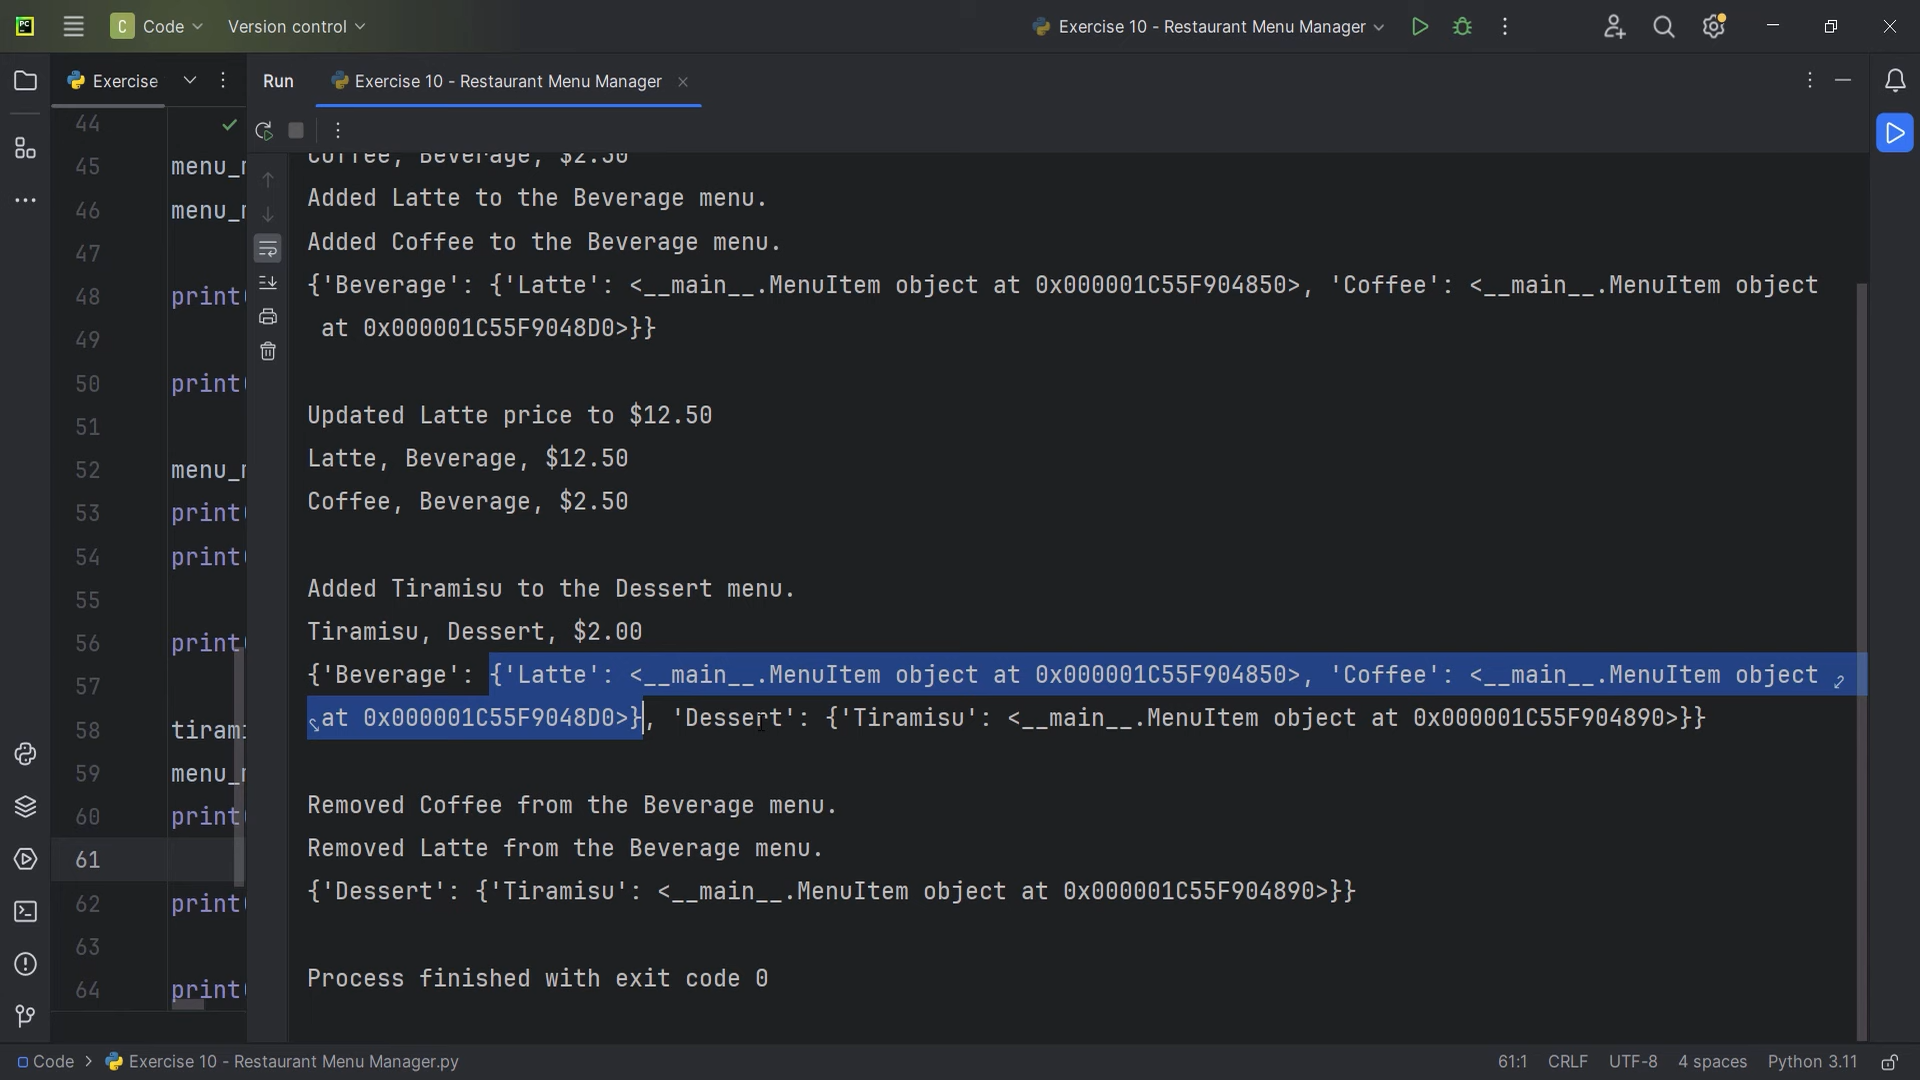 PC
C Code
Version control
Exercise 10 - Restaurant Menu Manager
Exercise
Run
Exercise 10 - Restaurant Menu Manager
44
45 menu_
46 menu_
47
48 print
49
50 print
51
52 menu_
53 print
54 print
55
56 print
57
58 tiram
59 menu_
60 print
61
62 print
63
64 print
Coffee, Beverage, $2.50
Added Latte to the Beverage menu.
Added Coffee to the Beverage menu.
{'Beverage': {'Latte': <__main__.MenuItem object at 0x000001C55F904850>, 'Coffee': <__main__.MenuItem object
at 0x000001C55F9048D0>}}
Updated Latte price to $12.50
Latte, Beverage, $12.50
Coffee, Beverage, $2.50
Added Tiramisu to the Dessert menu.
Tiramisu, Dessert, $2.00
{'Beverage': {'Latte': <__main__.MenuItem object at 0x000001C55F904850>, 'Coffee': <__main__.MenuItem object
at 0x000001C55F9048D0>}, 'Dessert': {'Tiramisu': <__main__.MenuItem object at 0x000001C55F904890>}}
Removed Coffee from the Beverage menu.
Removed Latte from the Beverage menu.
{'Dessert': {'Tiramisu': <__main__.MenuItem object at 0x000001C55F904890>}}
Process finished with exit code 0
Code > Exercise 10 - Restaurant Menu Manager.py
61:1 CRLF UTF-8 4 spaces Python 3.11